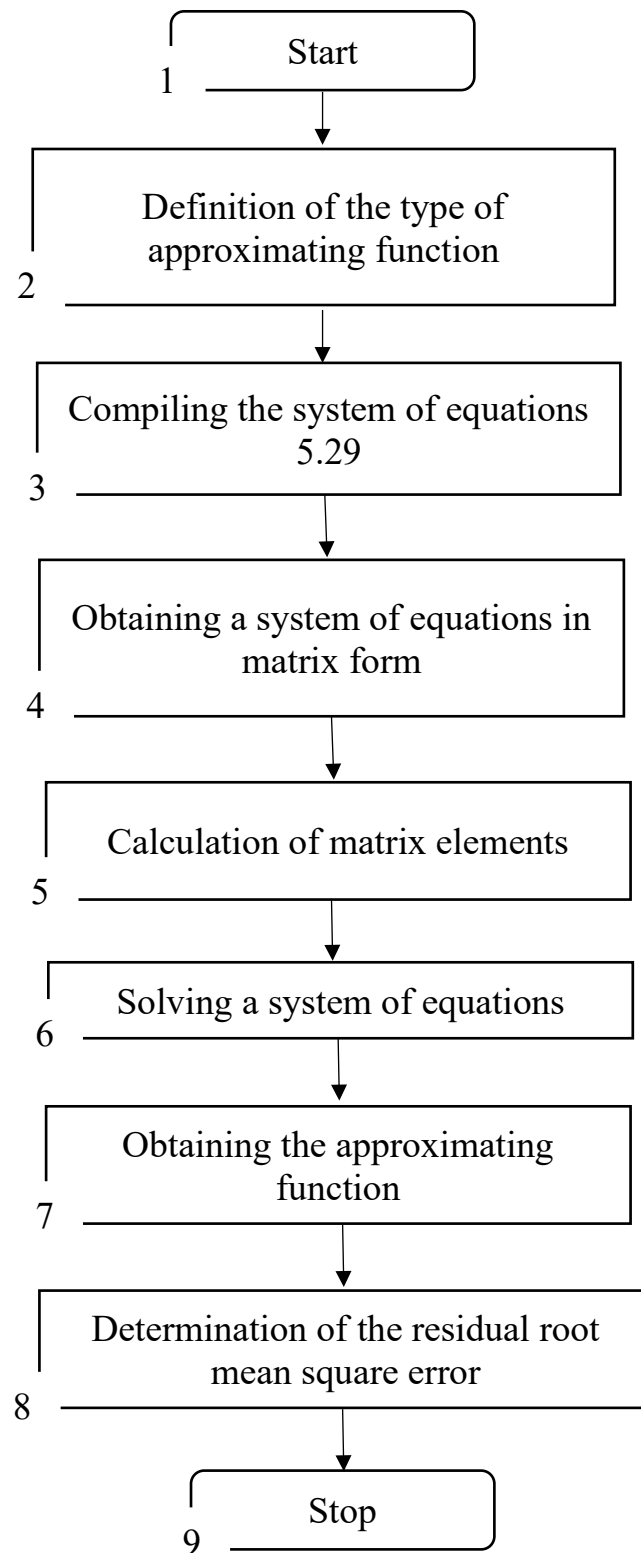 Start
1
Definition of the type of
approximating function
2
Compiling the system of equations
5.29
3
Obtaining a system of equations in
matrix form
4
Calculation of matrix elements
5
Solving a system of equations
6
Obtaining the approximating
function
7
Determination of the residual root
mean square error
8
Stop
9